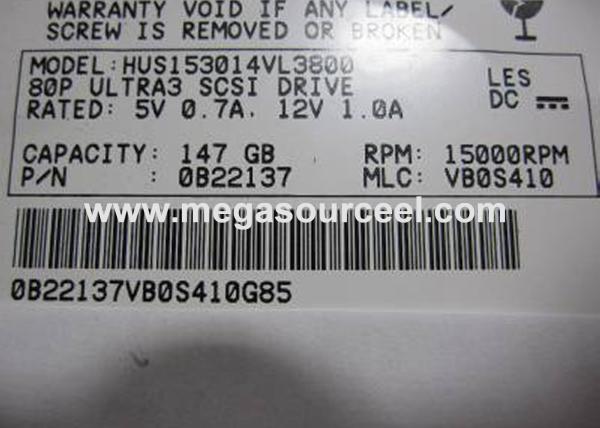 WARRANTY VOID IF ANY LABEL/
SCREW IS REMOVED OR BROKEN
MODEL:HUS153014VL3800
80P ULTRA3 SCSI DRIVE
RATED: 5V 0.7A, 12V 1.0A
LES
DC
CAPACITY: 147 GB RPM: 15000RPM
P/N : 0B22137 MLC: VB0S410
www.megasourceel.com
0B22137VB0S410G85